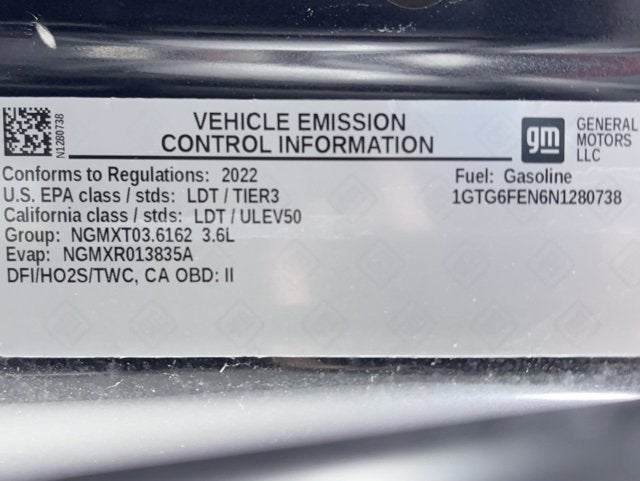 VEHICLE EMISSION
CONTROL INFORMATION
N1280738
gm
GENERAL
MOTORS
LLC
Conforms to Regulations: 2022
U.S. EPA class / stds: LDT / TIER3
California class / stds: LDT / ULEV50
Group: NGMXT03.6162 3.6L
Evap: NGMXR013835A
DFI/HO2S/TWC, CA OBD: II
Fuel: Gasoline
1GTG6FEN6N1280738